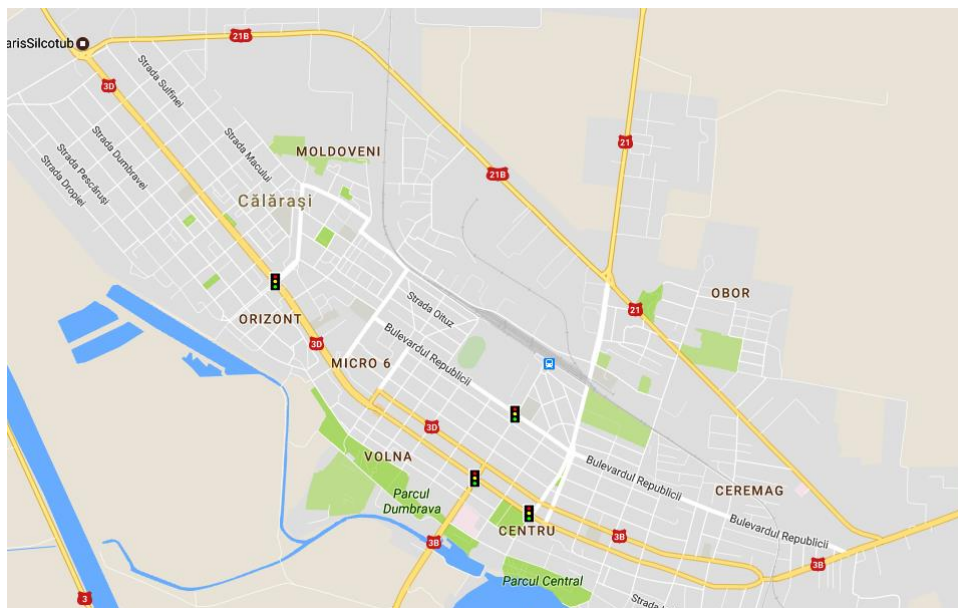 arisSilcotub
21B
3D
Strada Sulfinei
21
Strada Macului
MOLDOVENI
Strada Dumbravei
Strada Pescăruși
Strada Dropiei
21B
Călărași
OBOR
Strada Oituz
21
ORIZONT
3D
Bulevardul Republicii
MICRO 6
3D
VOLNA
Bulevardul Republicii
CEREMAG
Parcul
Dumbrava
Bulevardul Republicii
CENTRU
3B
3B
3B
Parcul Central
3
Strada